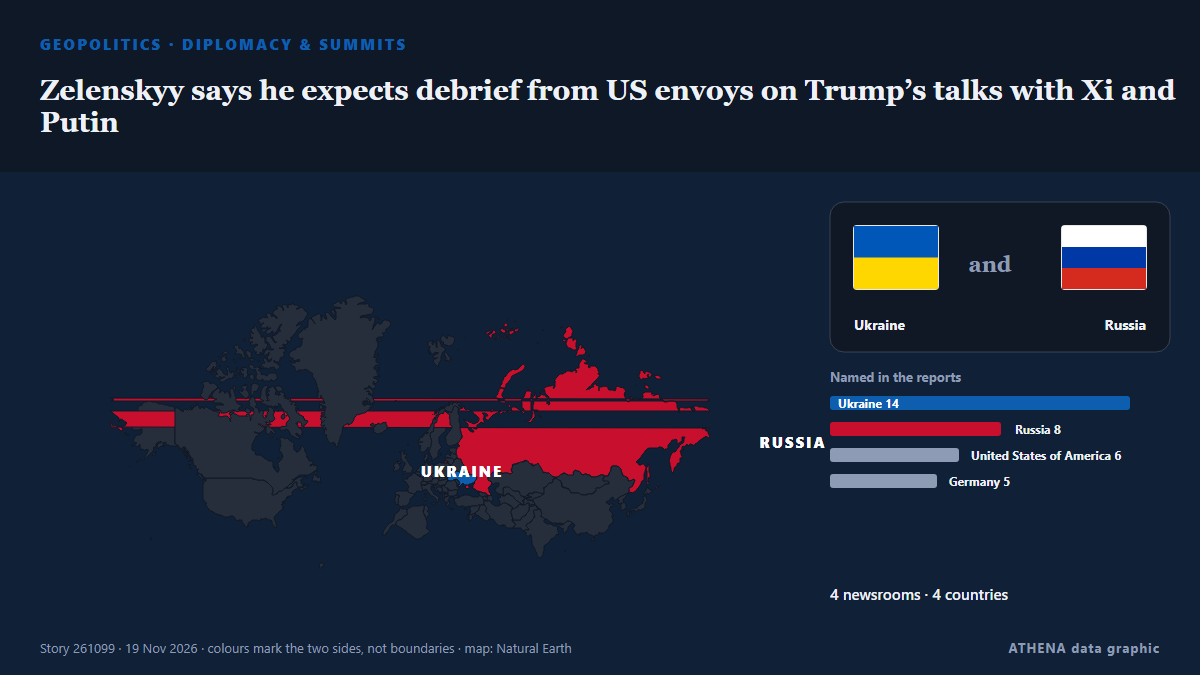 GEOPOLITICS · DIPLOMACY & SUMMITS
Zelenskyy says he expects debrief from US envoys on Trump’s talks with Xi and
Putin
and
Ukraine
Russia
Named in the reports
Ukraine 14
Russia 8
United States of America 6
Germany 5
RUSSIA
UKRAINE
4 newsrooms · 4 countries
Story 261099 · 19 Nov 2026 · colours mark the two sides, not boundaries · map: Natural Earth
ATHENA data graphic